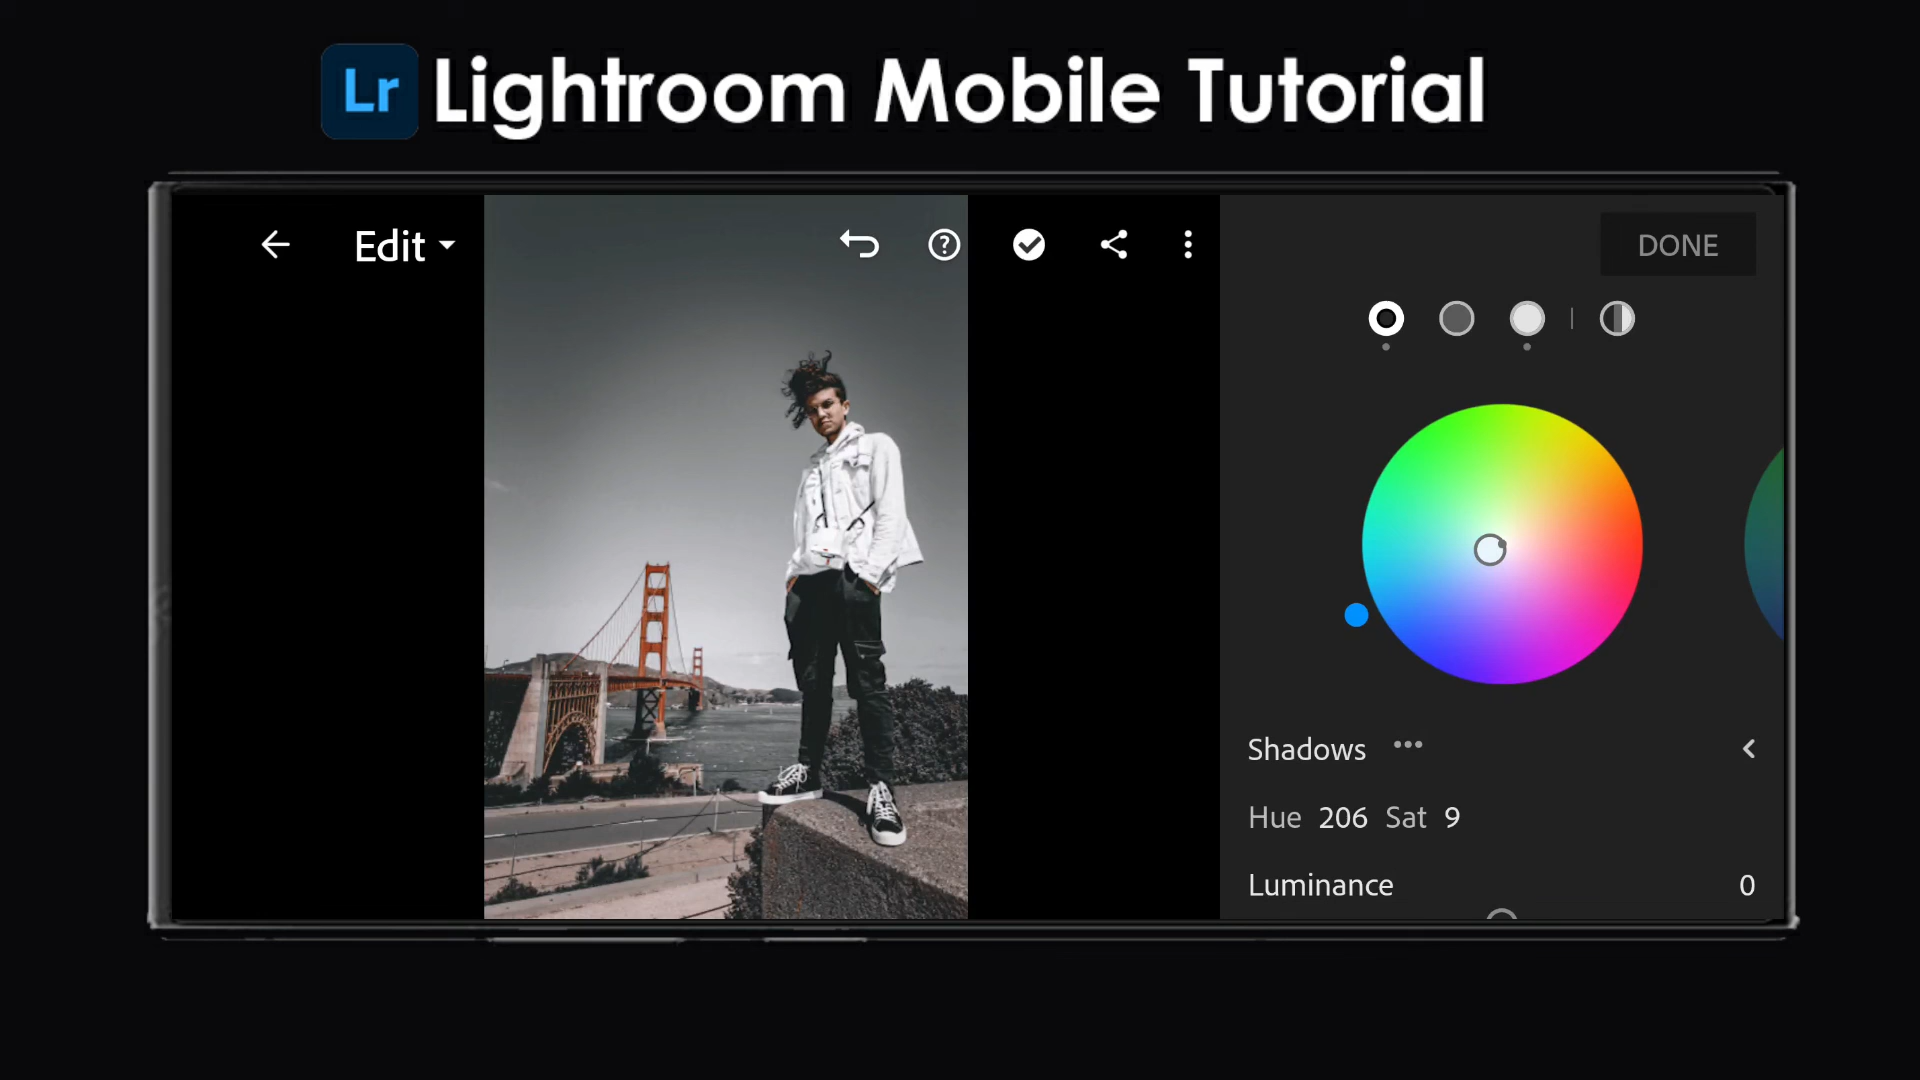 Lr Lightroom Mobile Tutorial
Edit
DONE
Shadows
Hue 206 Sat 9
Luminance 0